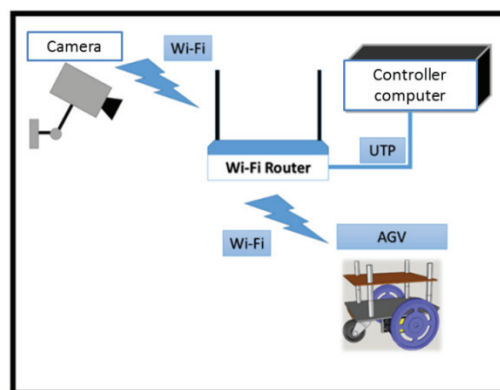 Camera
Wi-Fi
Controller
computer
UTP
Wi-Fi Router
Wi-Fi
AGV